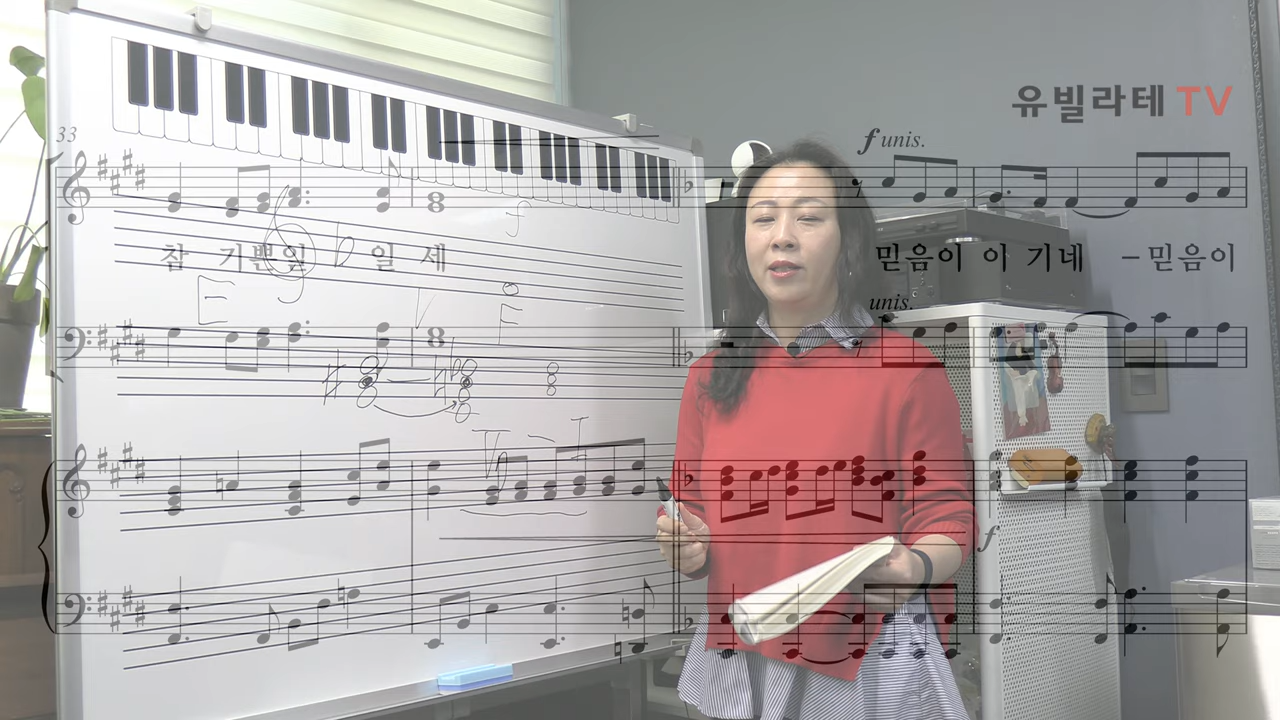 유빌라테 TV
33
f unis.
참 기쁜일 일 세
믿음이 이 기네 -믿음이
unis.
E
V
F
V - I
f